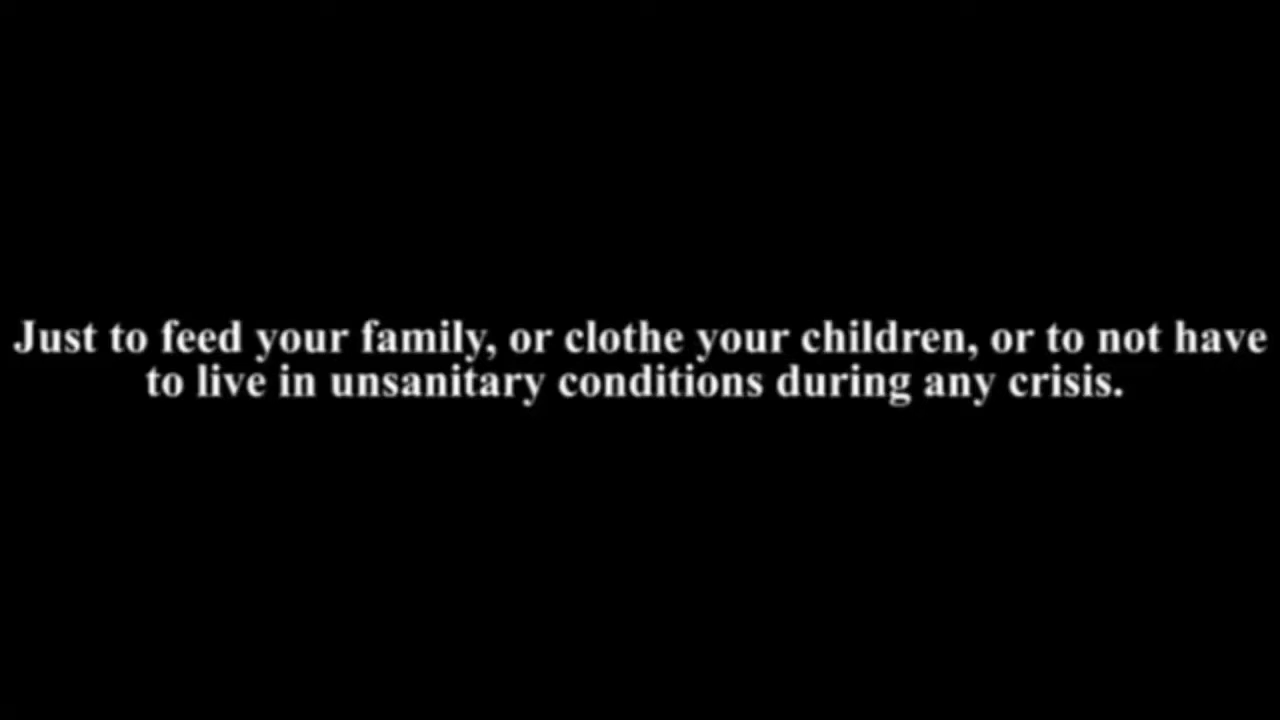 Just to feed your family, or clothe your children, or to not have
to live in unsanitary conditions during any crisis.